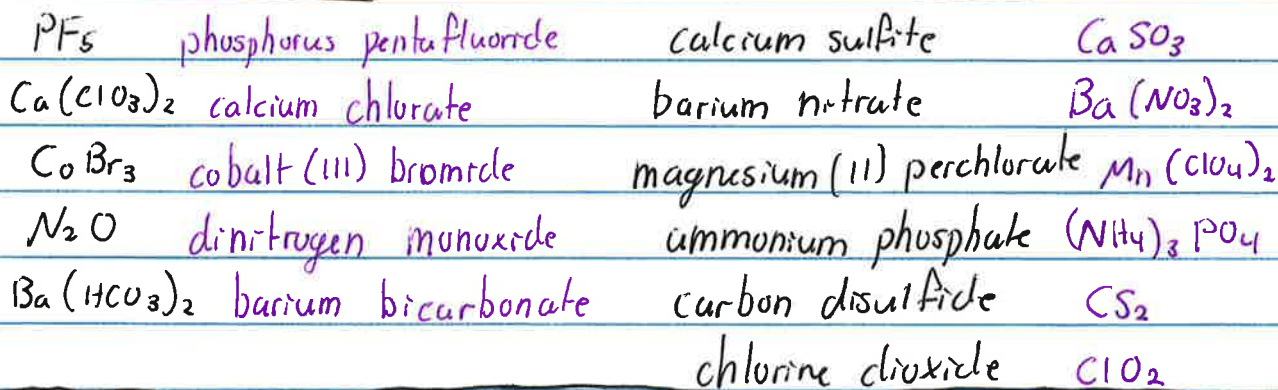 PF5 phosphorus pentafluoride calcium sulfite CaSO3
Ca(ClO3)2 calcium chlorate barium nitrate Ba(NO3)2
CoBr3 cobalt (III) bromide magnesium (II) perchlorate Mn(ClO4)2
N2O dinitrogen monoxide ammonium phosphate (NH4)3PO4
Ba(HCO3)2 barium bicarbonate carbon disulfide CS2
chlorine dioxide ClO2